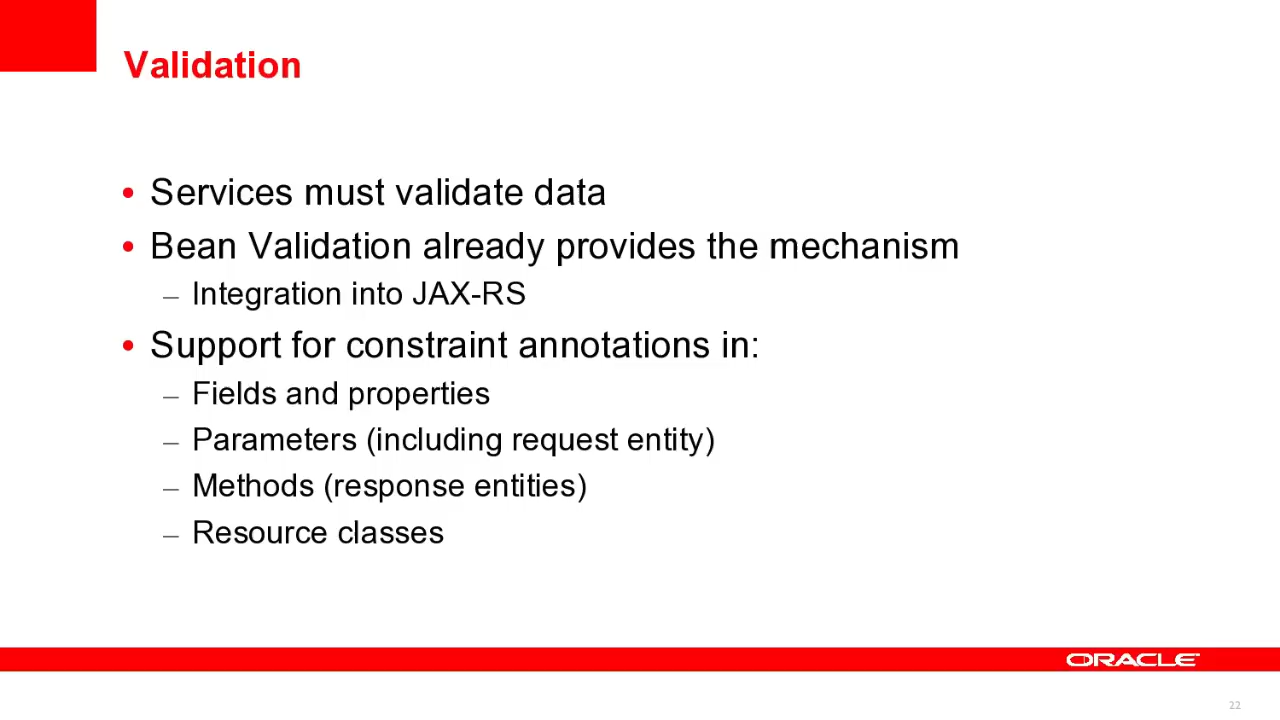 Validation
• Services must validate data
• Bean Validation already provides the mechanism
– Integration into JAX-RS
• Support for constraint annotations in:
– Fields and properties
– Parameters (including request entity)
– Methods (response entities)
– Resource classes
ORACLE
22